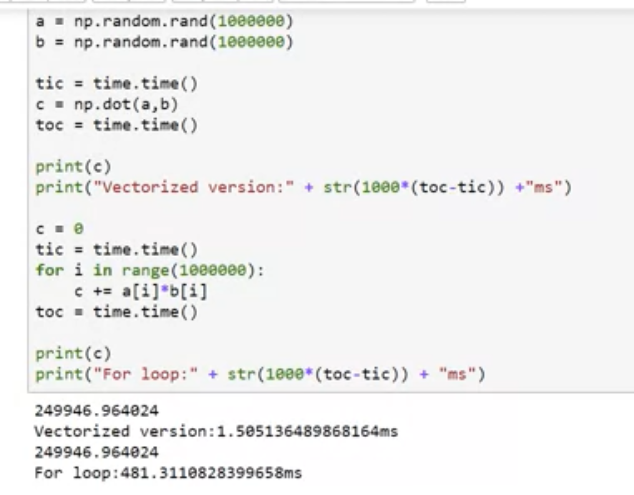 a = np.random.rand(1000000)
b = np.random.rand(1000000)
tic = time.time()
c = np.dot(a,b)
toc = time.time()
print(c)
print("Vectorized version:" + str(1000*(toc-tic)) +"ms")
c = 0
tic = time.time()
for i in range(1000000):
    c += a[i]*b[i]
toc = time.time()
print(c)
print("For loop:" + str(1000*(toc-tic)) + "ms")
249946.964024
Vectorized version:1.505136489868164ms
249946.964024
For loop:481.3110828399658ms